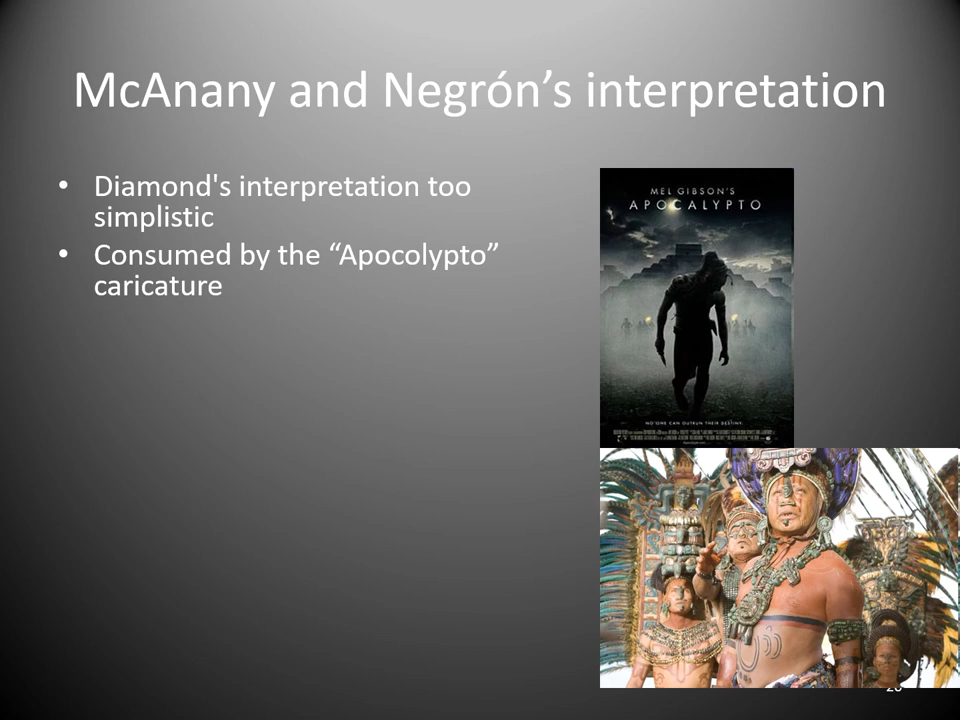 McAnany and Negrón’s interpretation
• Diamond's interpretation too
simplistic
• Consumed by the “Apocolypto”
caricature
MEL GIBSON'S
APOCALYPTO
NO ONE CAN OUTRUN THEIR DESTINY.